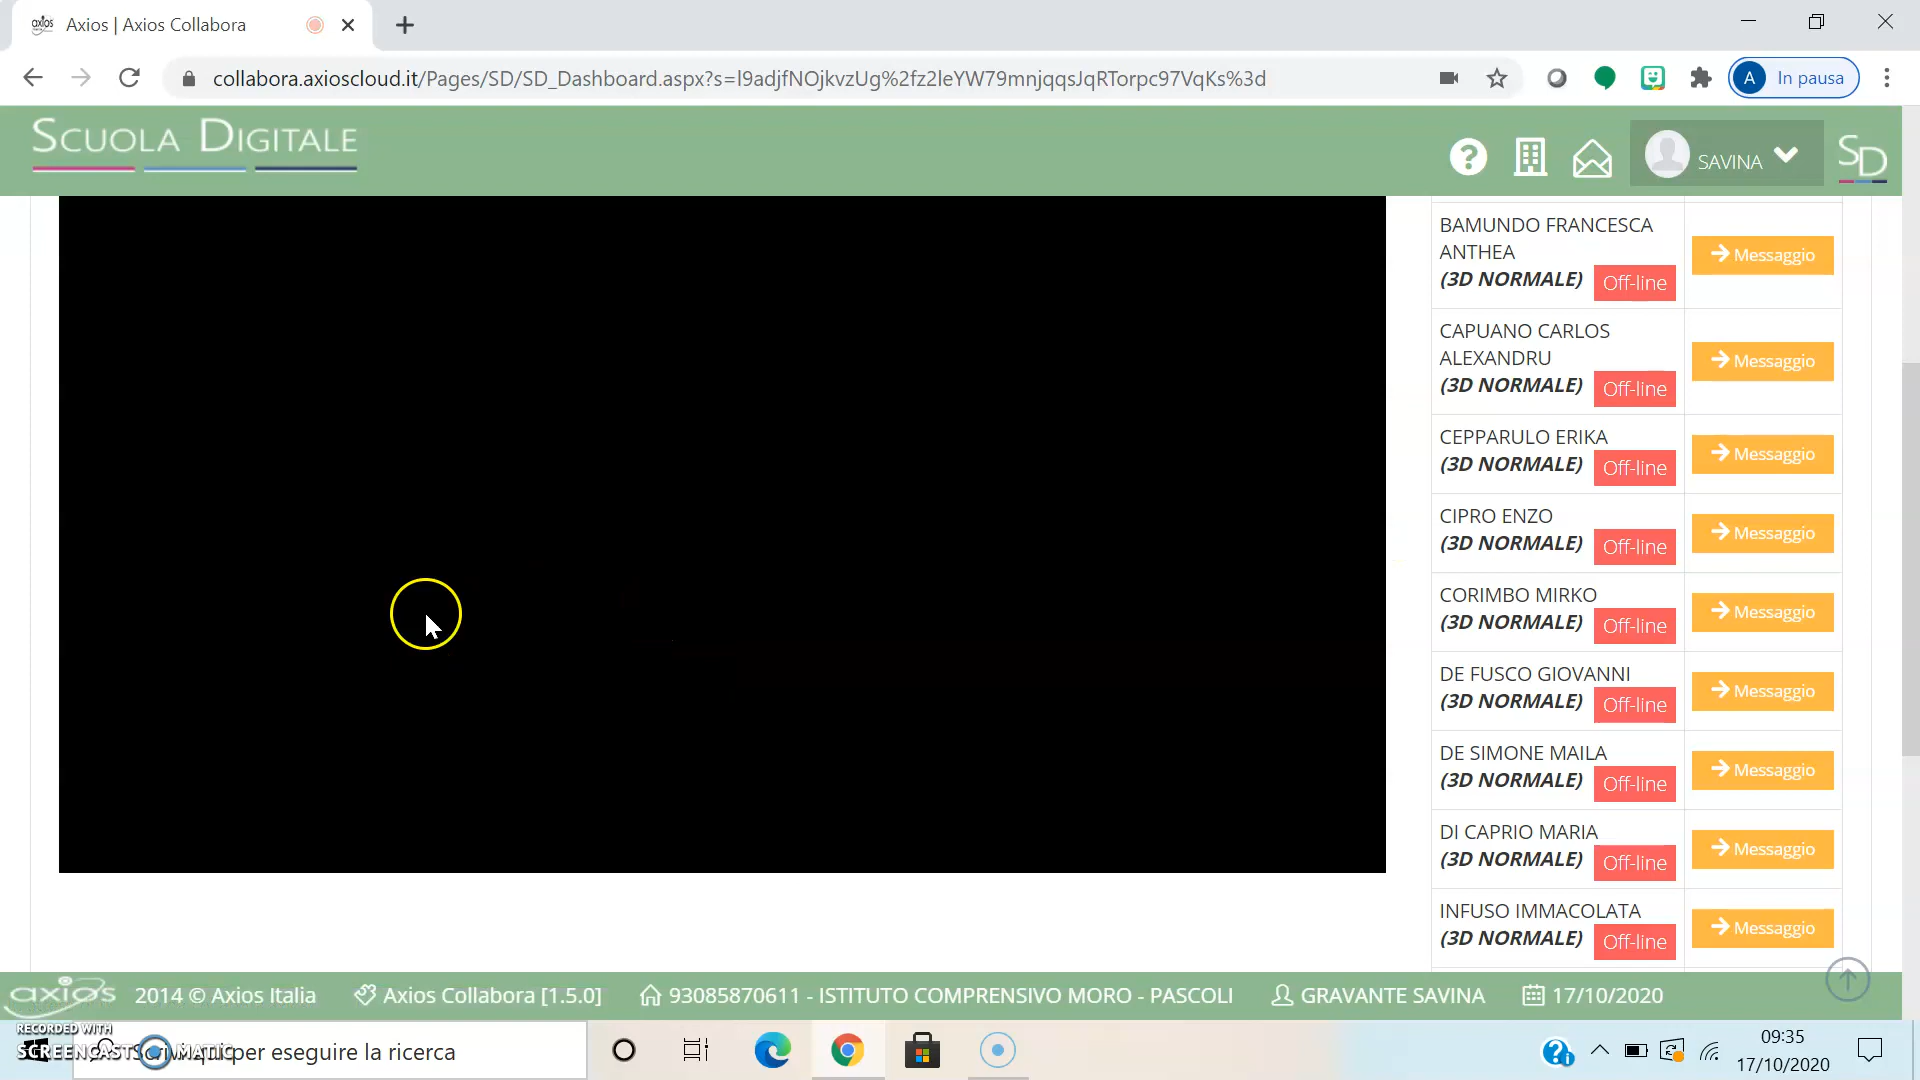 Axios | Axios Collabora
collabora.axioscloud.it/Pages/SD/SD_Dashboard.aspx?s=l9adjfNOjkvzUg%2fz2leYW79mnjqqsJqRTorpc97VqKs%3d
A In pausa
SCUOLA DIGITALE
SAVINA
SD
BAMUNDO FRANCESCA
ANTHEA
(3D NORMALE) Off-line
Messaggio
CAPUANO CARLOS
ALEXANDRU
(3D NORMALE) Off-line
Messaggio
CEPPARULO ERIKA
(3D NORMALE) Off-line
Messaggio
CIPRO ENZO
(3D NORMALE) Off-line
Messaggio
CORIMBO MIRKO
(3D NORMALE) Off-line
Messaggio
DE FUSCO GIOVANNI
(3D NORMALE) Off-line
Messaggio
DE SIMONE MAILA
(3D NORMALE) Off-line
Messaggio
DI CAPRIO MARIA
(3D NORMALE) Off-line
Messaggio
INFUSO IMMACOLATA
(3D NORMALE) Off-line
Messaggio
axios 2014 © Axios Italia Axios Collabora [1.5.0] 93085870611 - ISTITUTO COMPRENSIVO MORO - PASCOLI GRAVANTE SAVINA 17/10/2020
RECORDED WITH
SCREENCAST MATIC
Scrivi qui per eseguire la ricerca
09:35
17/10/2020